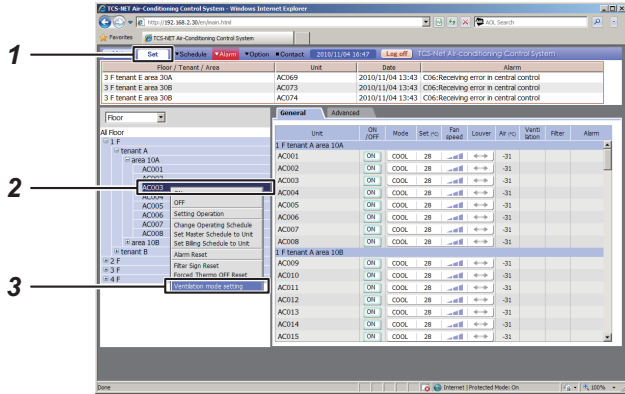 TCS-NET Air-Conditioning Control System - Windows Internet Explorer
http://192.168.2.30/en/main.html
AOL Search
Favorites TCS-NET Air-Conditioning Control System
1
Set ▼Schedule ▼Alarm ▼Option ■Contact 2010/11/04 16:47 Log off TCS-Net Air-conditioning Control System
Floor / Tenant / Area Unit Date Alarm
3 F tenant E area 30A AC069 2010/11/04 13:43 C06:Receiving error in central control
3 F tenant E area 30B AC073 2010/11/04 13:43 C06:Receiving error in central control
3 F tenant E area 30B AC074 2010/11/04 13:43 C06:Receiving error in central control
Floor
All Floor
1 F
tenant A
area 10A
AC001
AC002
2
AC003
AC004
AC005
AC006
AC007
AC008
area 10B
tenant B
2 F
3 F
4 F
ON
OFF
Setting Operation
Change Operating Schedule
Set Master Schedule to Unit
Set Billing Schedule to Unit
Alarm Reset
Filter Sign Reset
Forced Thermo OFF Reset
3
Ventilation mode setting
General Advanced
Unit ON /OFF Mode Set (°C) Fan speed Louver Air (°C) Venti lation Filter Alarm
1 F tenant A area 10A
AC001 ON COOL 28 -31
AC002 ON COOL 28 -31
AC003 ON COOL 28 -31
AC004 ON COOL 28 -31
AC005 ON COOL 28 -31
AC006 ON COOL 28 -31
AC007 ON COOL 28 -31
AC008 ON COOL 28 -31
1 F tenant A area 10B
AC009 ON COOL 28 -31
AC010 ON COOL 28 -31
AC011 ON COOL 28 -31
AC012 ON COOL 28 -31
AC013 ON COOL 28 -31
AC014 ON COOL 28 -31
AC015 ON COOL 28 -31
Done Internet | Protected Mode: On 100%